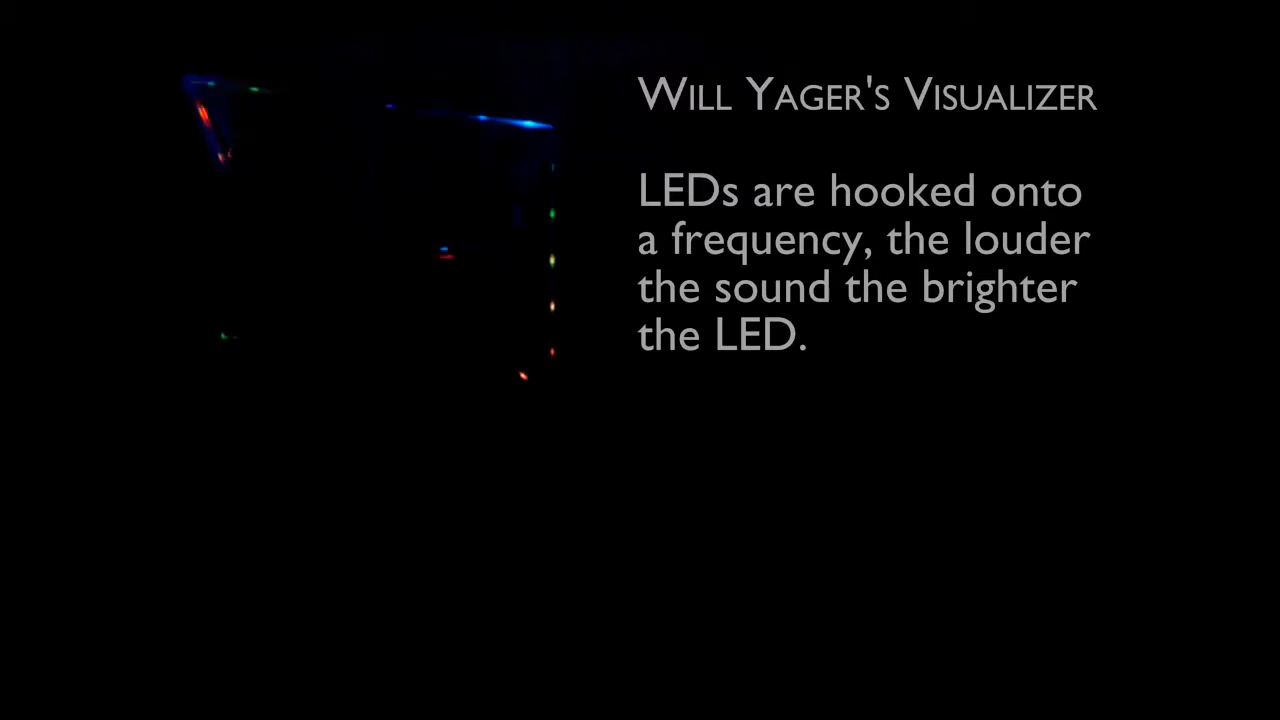 Will Yager's Visualizer
LEDs are hooked onto
a frequency, the louder
the sound the brighter
the LED.